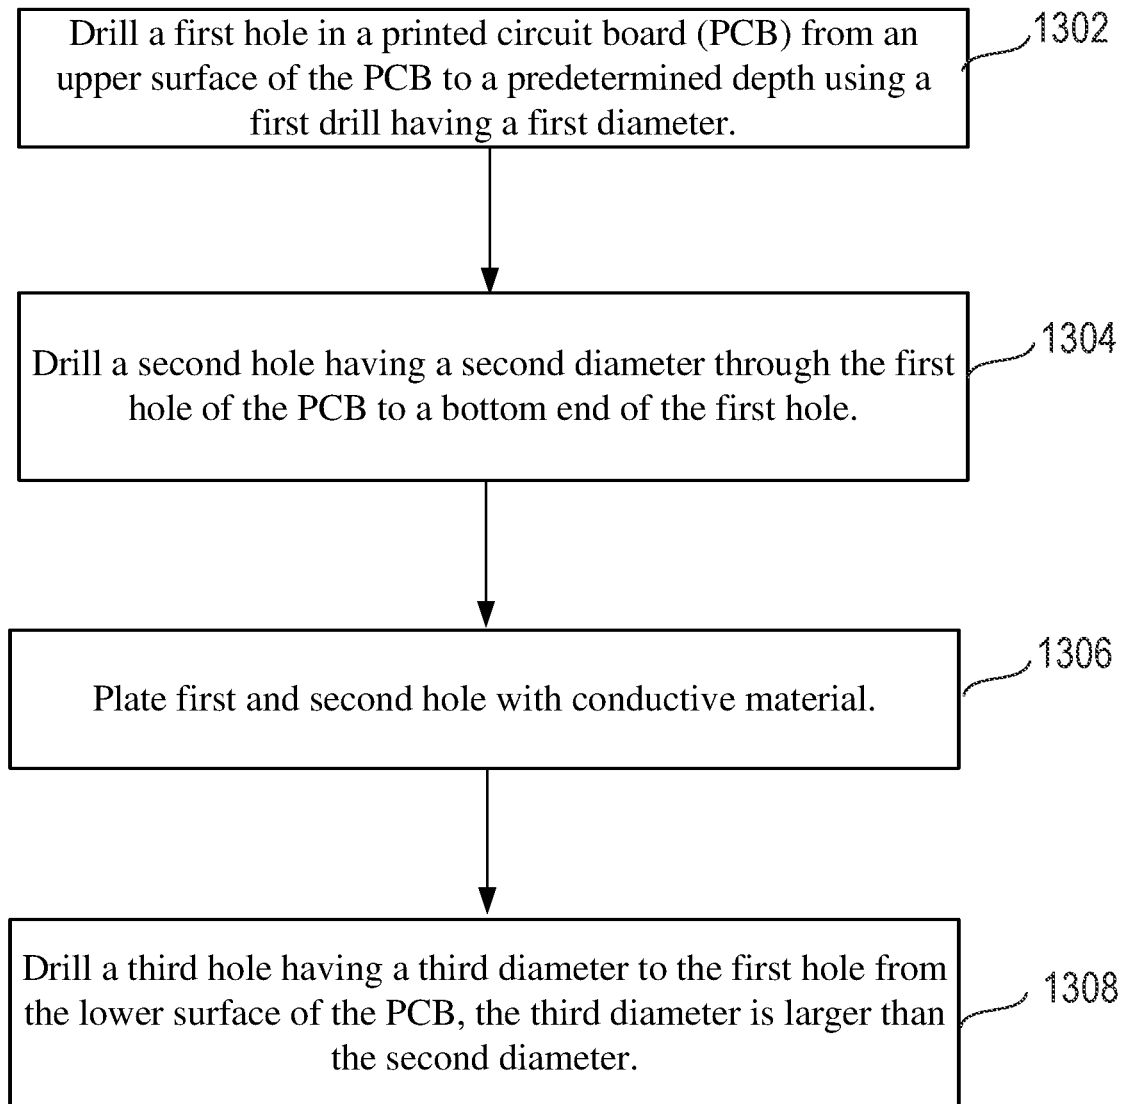 Drill a first hole in a printed circuit board (PCB) from an
upper surface of the PCB to a predetermined depth using a
first drill having a first diameter.
1302
Drill a second hole having a second diameter through the first
hole of the PCB to a bottom end of the first hole.
1304
Plate first and second hole with conductive material.
1306
Drill a third hole having a third diameter to the first hole from
the lower surface of the PCB, the third diameter is larger than
the second diameter.
1308